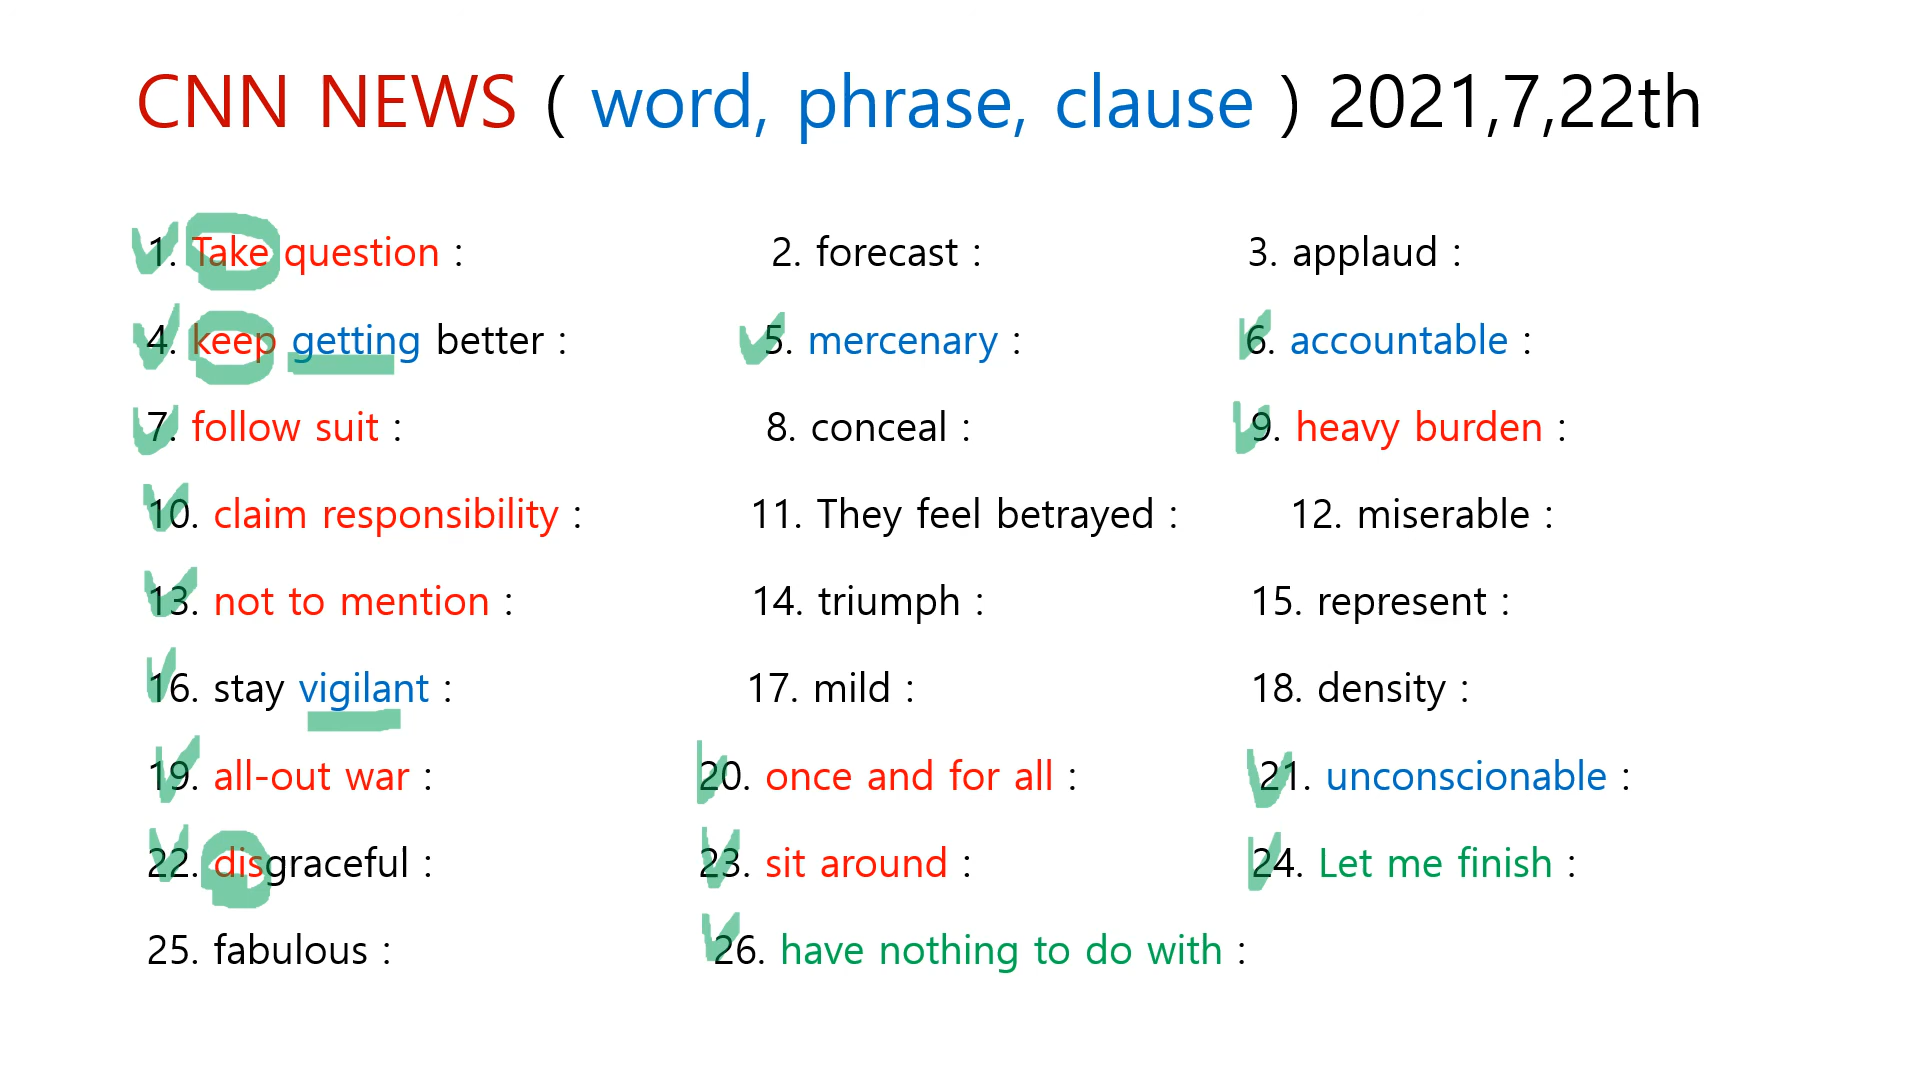 CNN NEWS ( word, phrase, clause ) 2021,7,22th
1. Take question : 2. forecast : 3. applaud :
4. keep getting better : 5. mercenary : 6. accountable :
7. follow suit : 8. conceal : 9. heavy burden :
10. claim responsibility : 11. They feel betrayed : 12. miserable :
13. not to mention : 14. triumph : 15. represent :
16. stay vigilant : 17. mild : 18. density :
19. all-out war : 20. once and for all : 21. unconscionable :
22. disgraceful : 23. sit around : 24. Let me finish :
25. fabulous : 26. have nothing to do with :